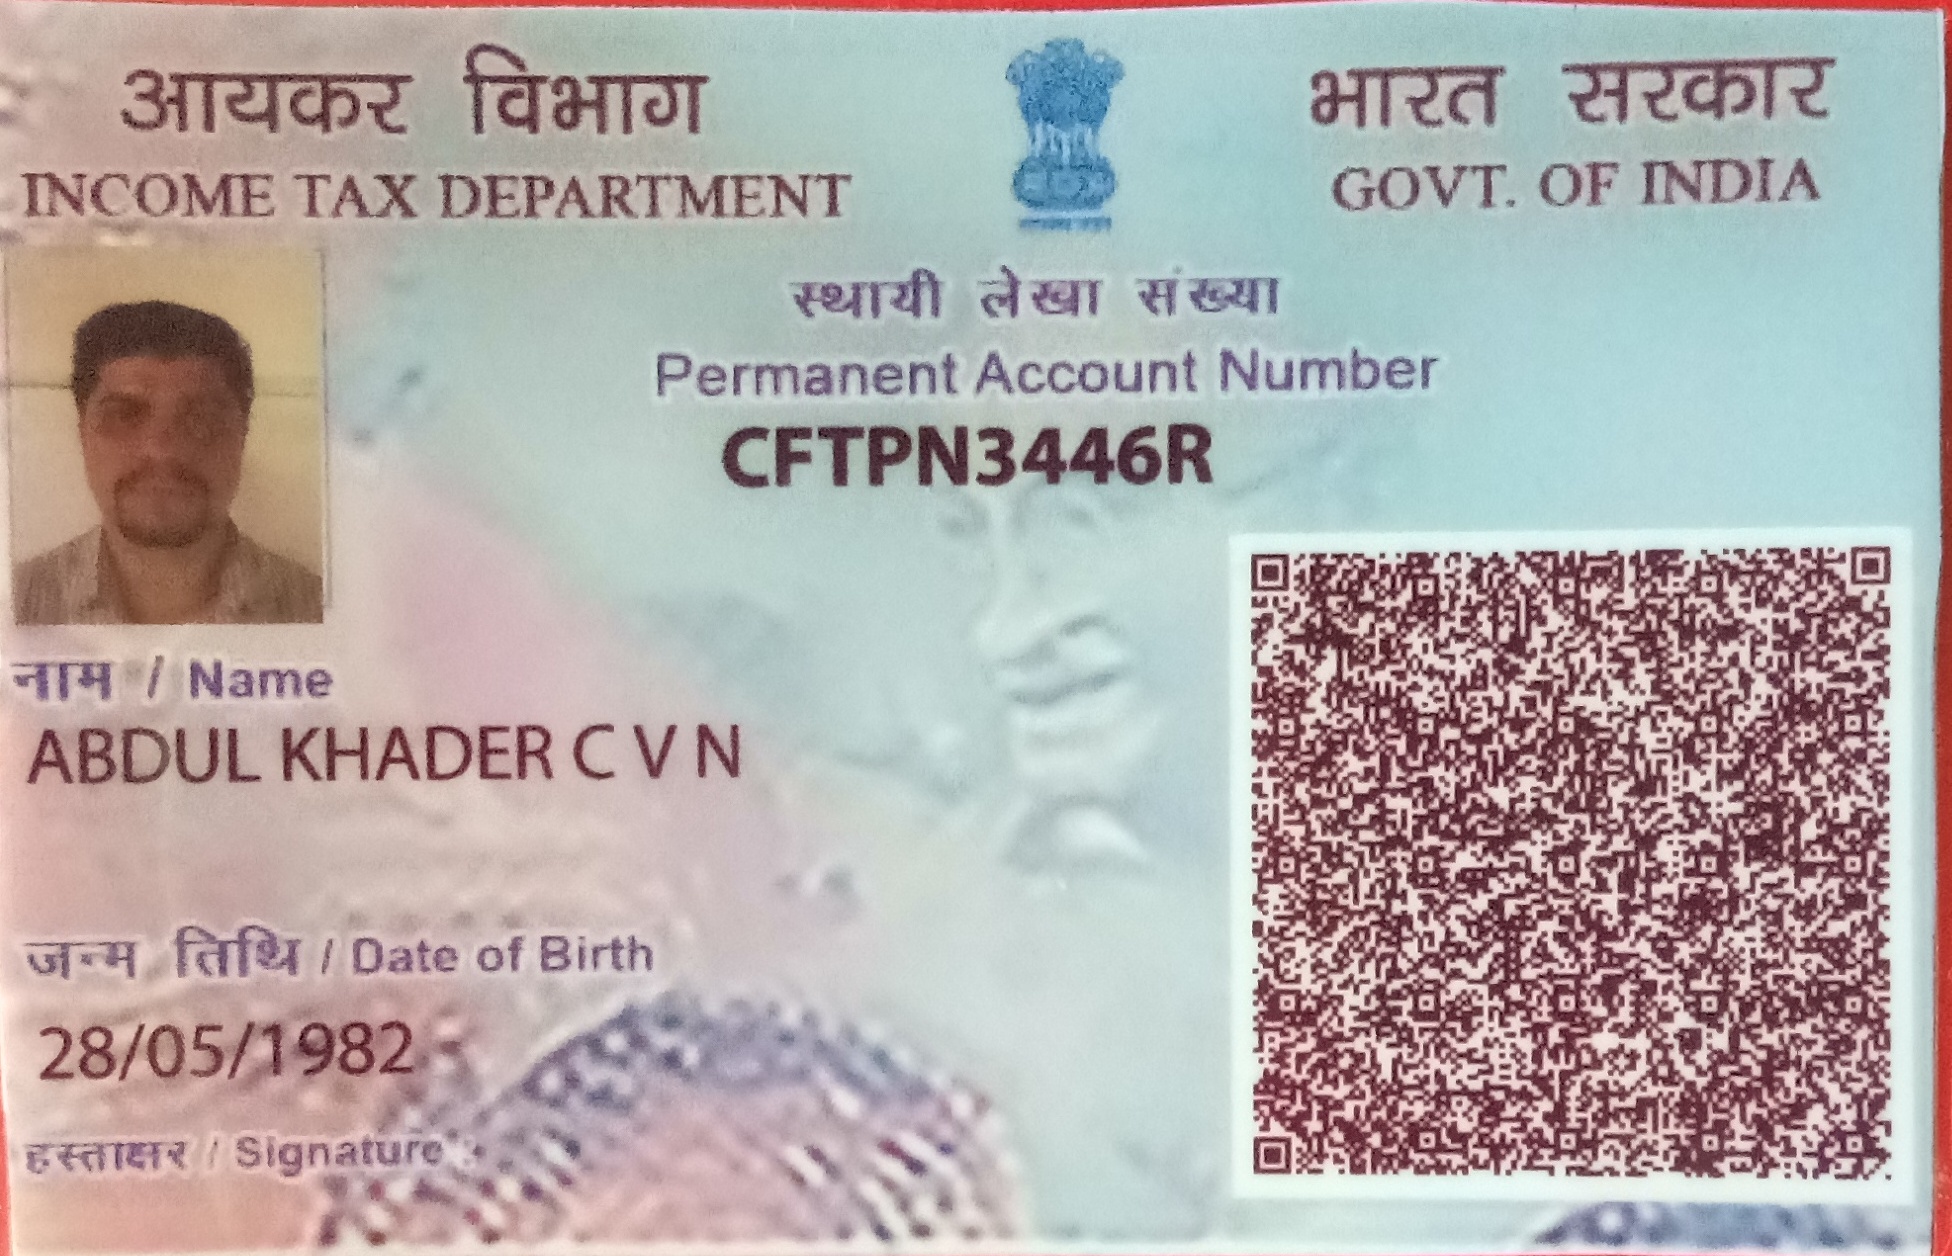 आयकर विभाग
INCOME TAX DEPARTMENT
भारत सरकार
GOVT. OF INDIA
स्थायी लेखा संख्या
Permanent Account Number
CFTPN3446R
नाम / Name
ABDUL KHADER C V N
जन्म तिथि / Date of Birth
28/05/1982
हस्ताक्षर / Signature